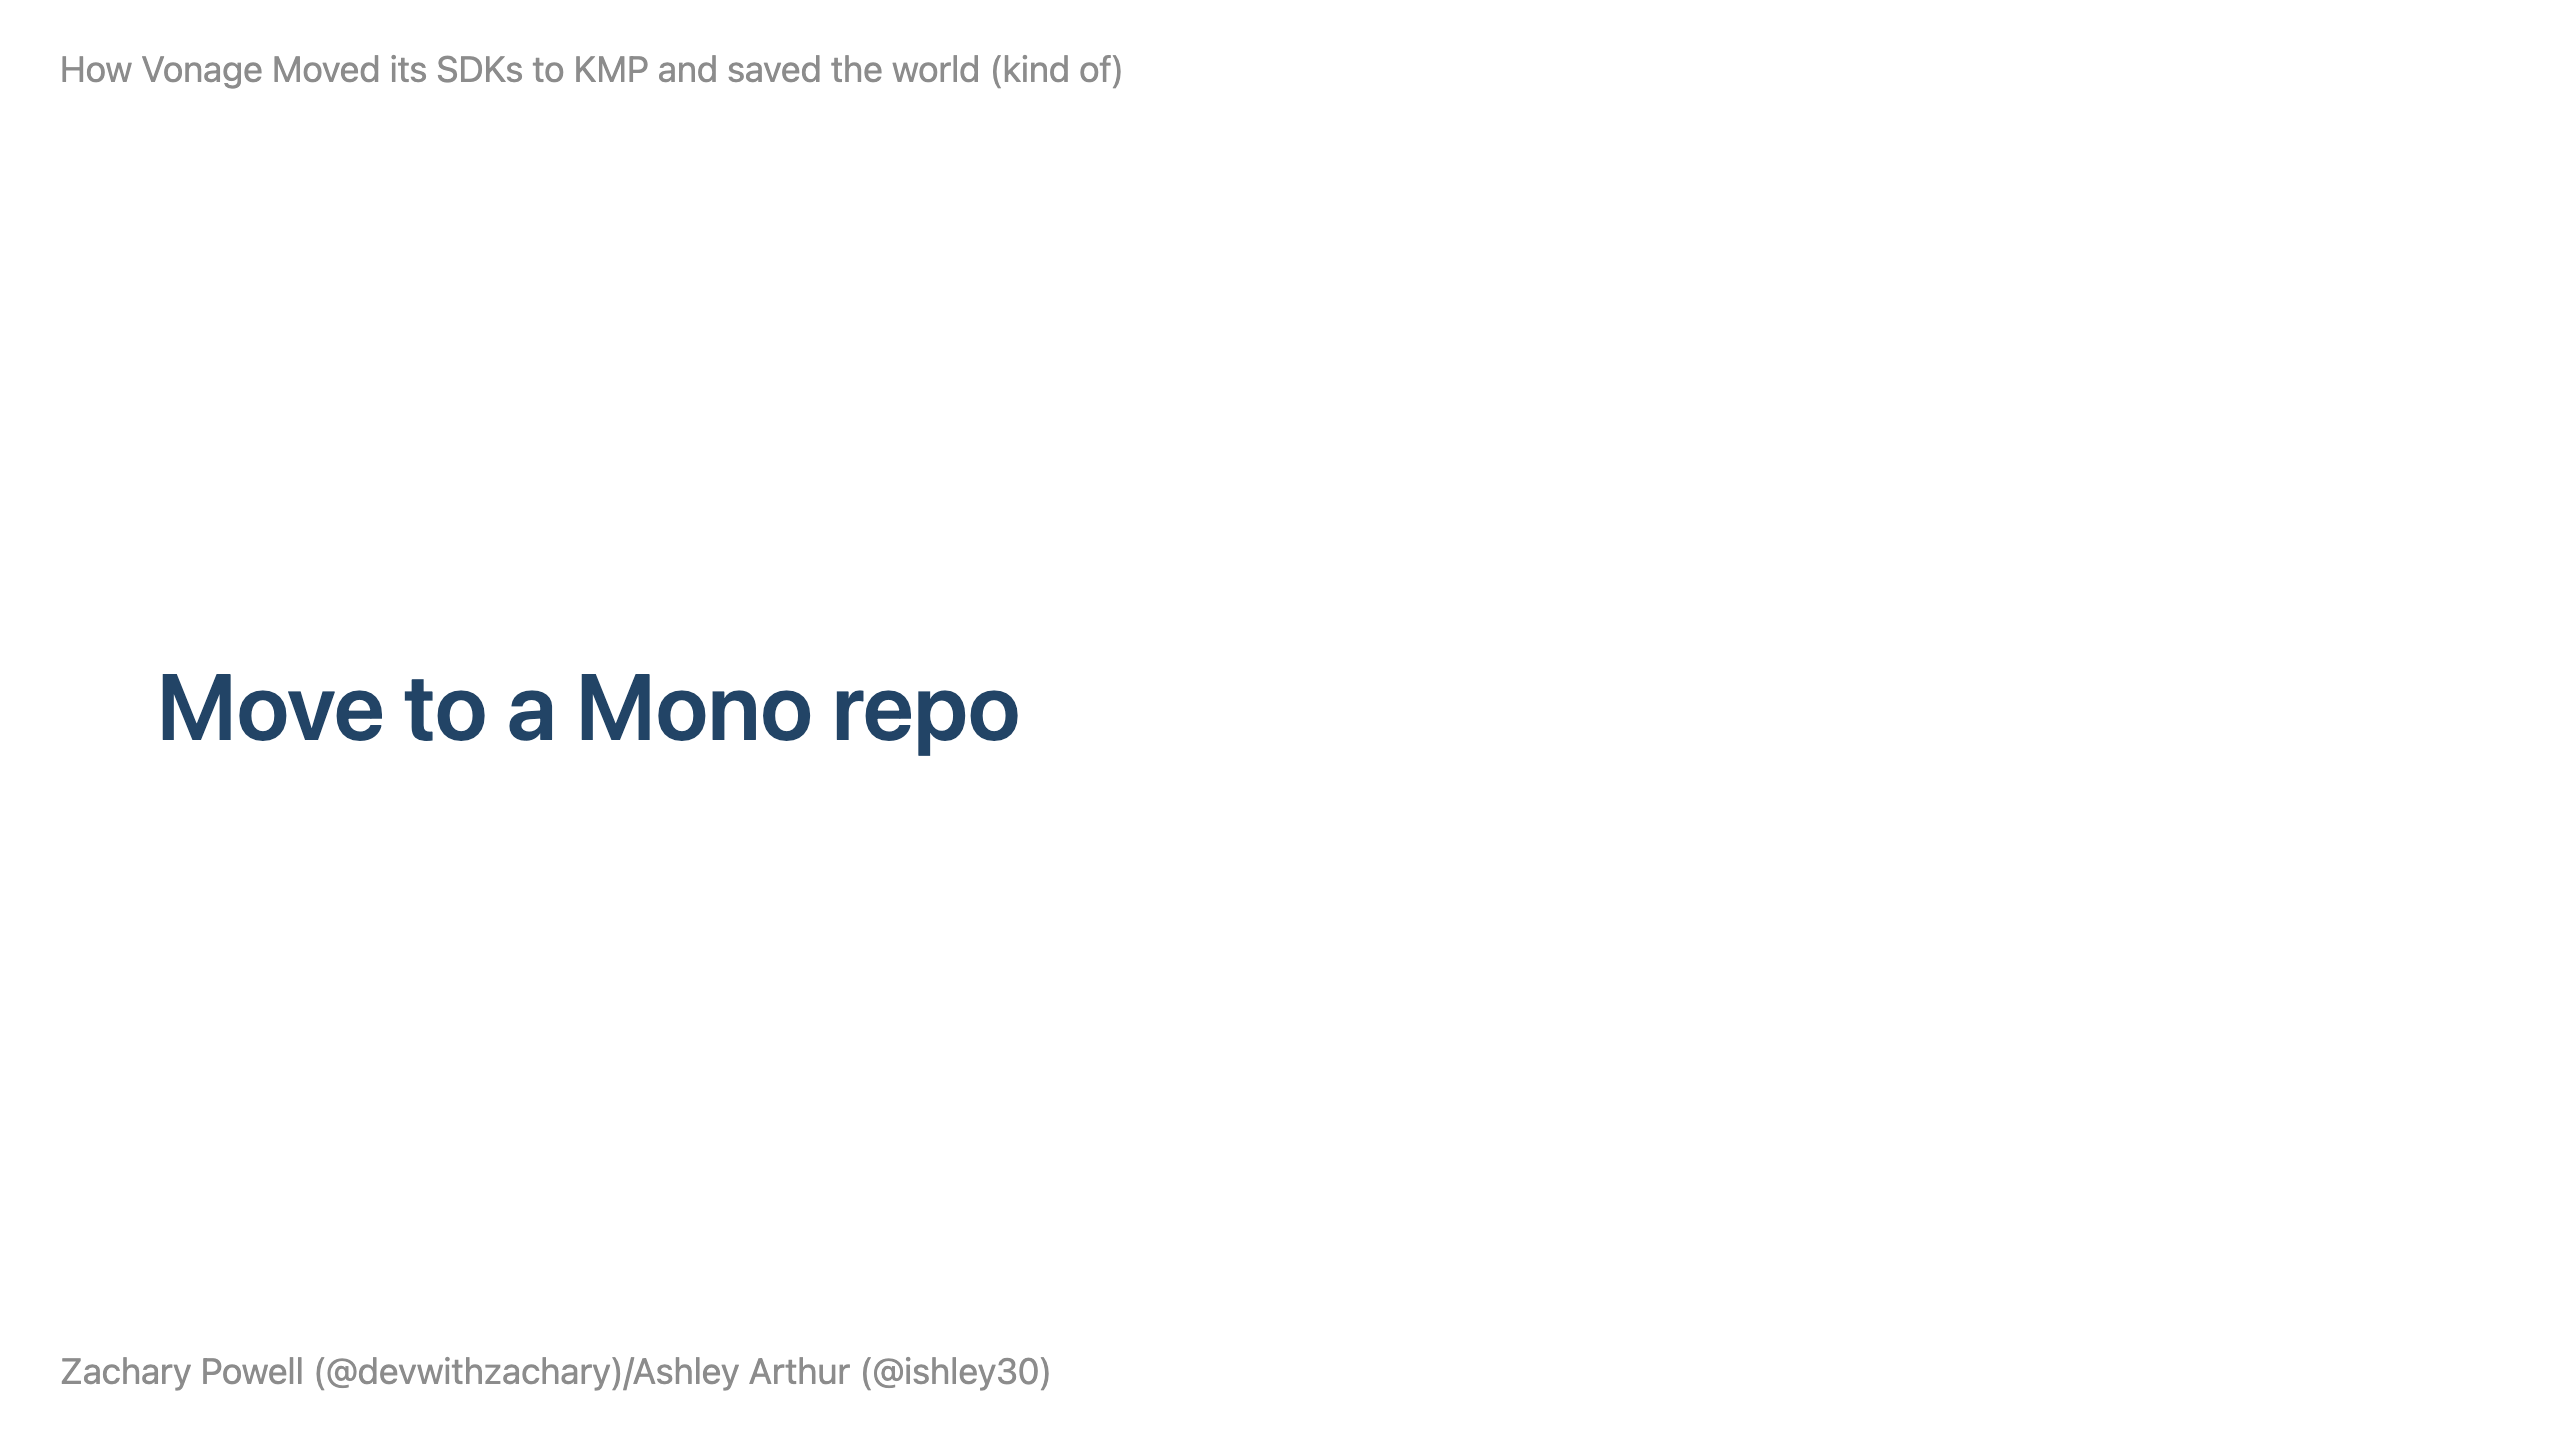 How Vonage Moved its SDKs to KMP and saved the world (kind of)
Move to a Mono repo
Zachary Powell (@devwithzachary)/Ashley Arthur (@ishley30)